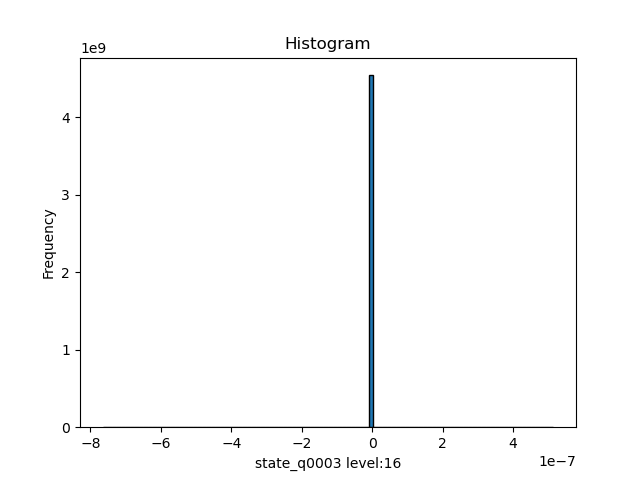 Histogram
1e9
4
3
2
1
0
Frequency
−8 −6 −4 −2 0 2 4
1e−7
state_q0003 level:16